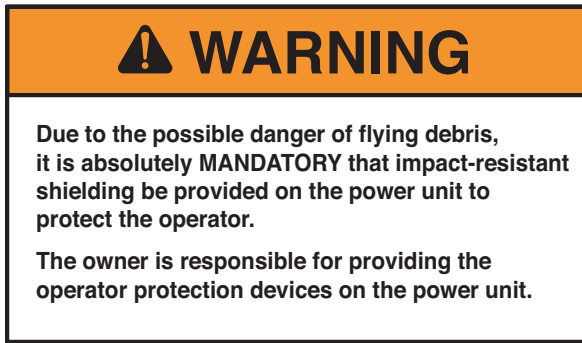 WARNING
Due to the possible danger of flying debris,
it is absolutely MANDATORY that impact-resistant
shielding be provided on the power unit to
protect the operator.
The owner is responsible for providing the
operator protection devices on the power unit.